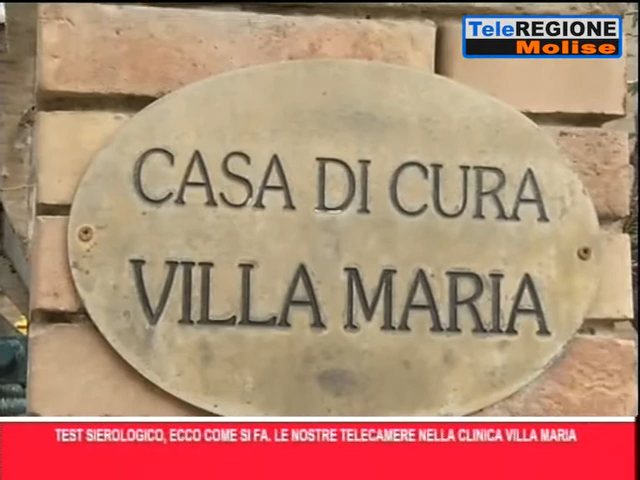 TeleREGIONE
Molise
CASA DI CURA
VILLA MARIA
TEST SIEROLOGICO, ECCO COME SI FA. LE NOSTRE TELECAMERE NELLA CLINICA VILLA MARIA